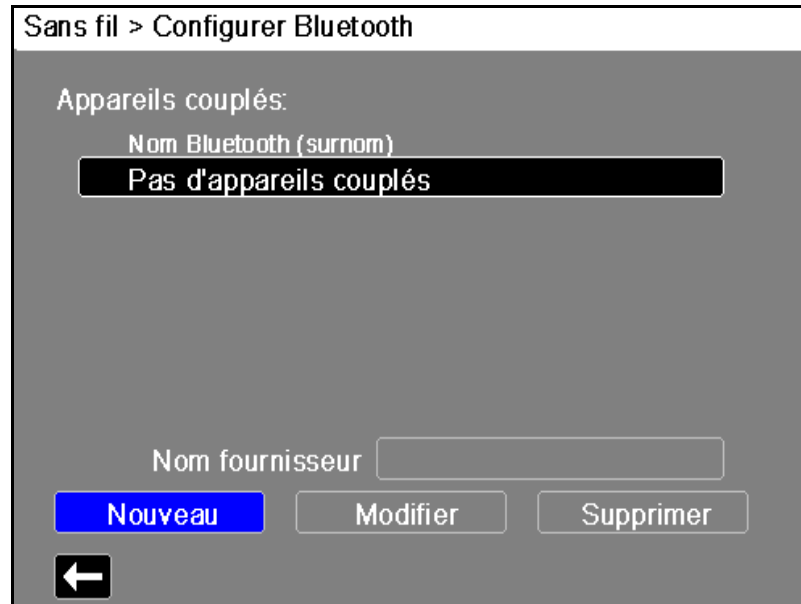 Sans fil > Configurer Bluetooth
Appareils couplés:
Nom Bluetooth (surnom)
Pas d'appareils couplés
Nom fournisseur
Nouveau Modifier Supprimer